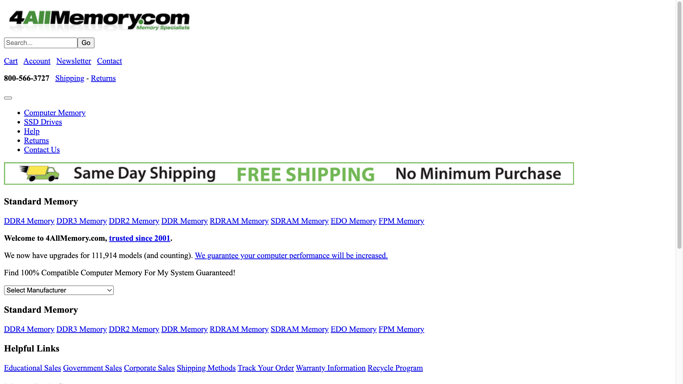 4AllMemory.com
Memory Specialists
Search... Go
Cart Account Newsletter Contact
800-566-3727 Shipping - Returns
Computer Memory
SSD Drives
Help
Returns
Contact Us
Same Day Shipping FREE SHIPPING No Minimum Purchase
Standard Memory
DDR4 Memory DDR3 Memory DDR2 Memory DDR Memory RDRAM Memory SDRAM Memory EDO Memory FPM Memory
Welcome to 4AllMemory.com, trusted since 2001.
We now have upgrades for 111,914 models (and counting). We guarantee your computer performance will be increased.
Find 100% Compatible Computer Memory For My System Guaranteed!
Select Manufacturer
Standard Memory
DDR4 Memory DDR3 Memory DDR2 Memory DDR Memory RDRAM Memory SDRAM Memory EDO Memory FPM Memory
Helpful Links
Educational Sales Government Sales Corporate Sales Shipping Methods Track Your Order Warranty Information Recycle Program